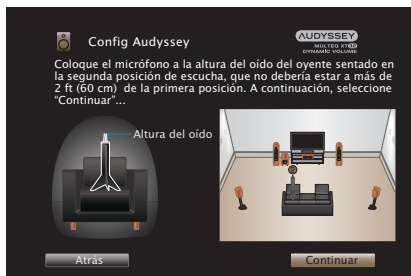 Config Audyssey
AUDYSSEY
MULTEQ XT32
DYNAMIC VOLUME
Coloque el micrófono a la altura del oído del oyente sentado en
la segunda posición de escucha, que no debería estar a más de
2 ft (60 cm)  de la primera posición. A continuación, seleccione
“Continuar”...
Altura del oído
Atrás
Continuar